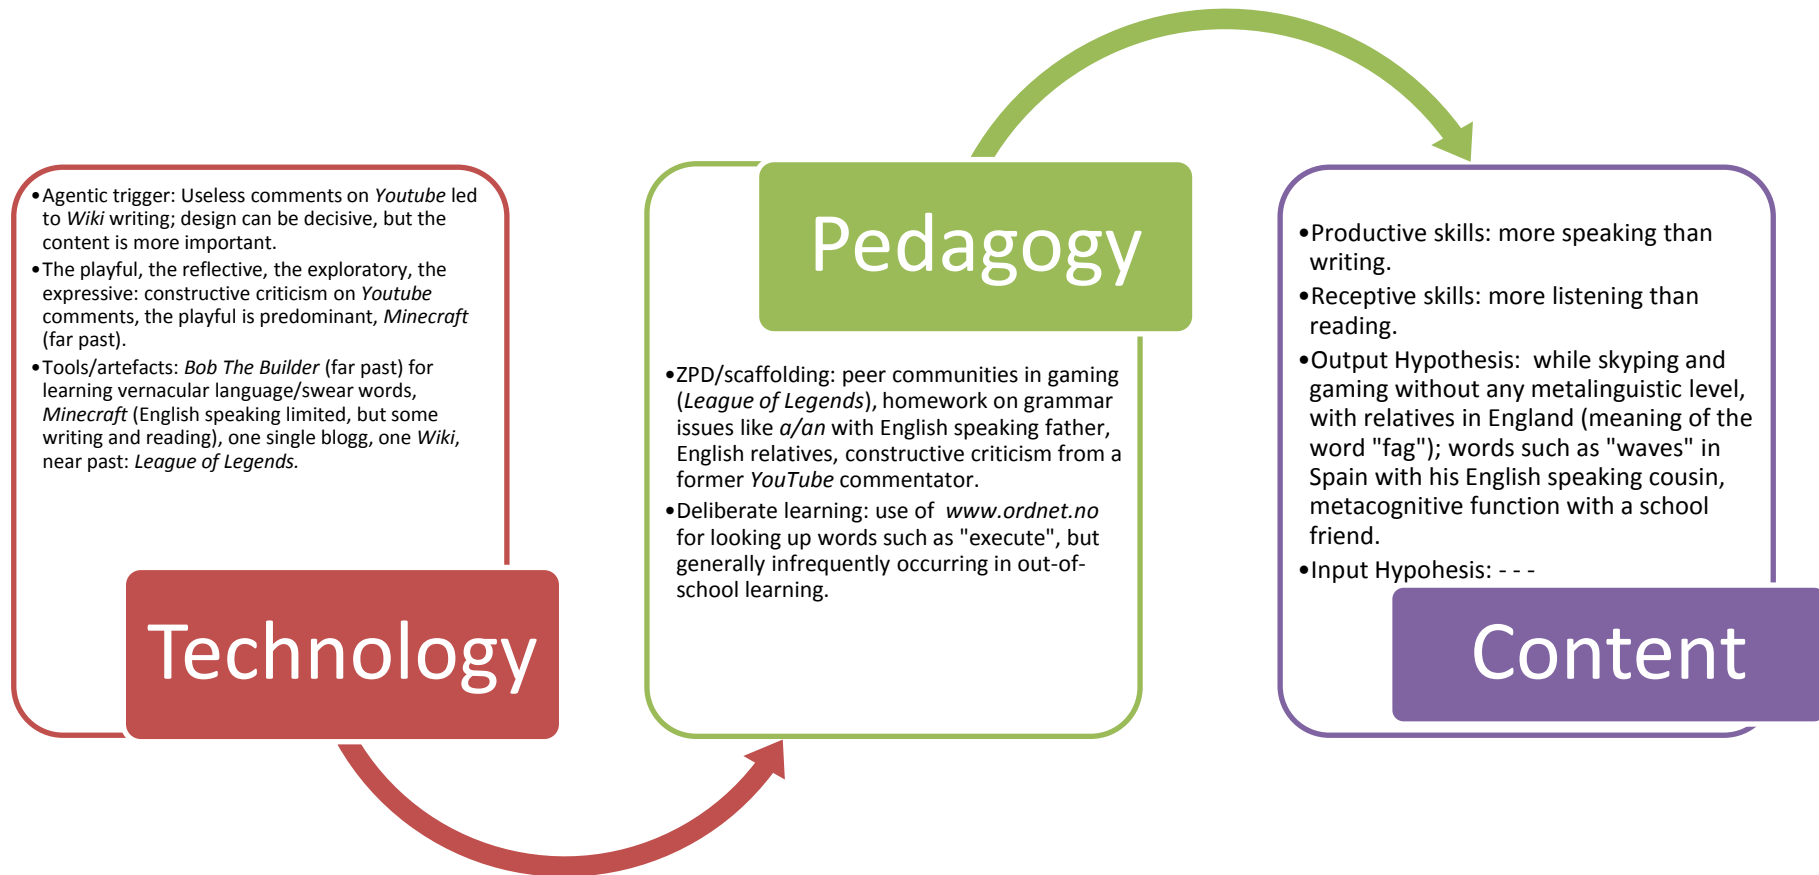 •Agentic trigger: Useless comments on Youtube led
to Wiki writing; design can be decisive, but the
content is more important.
•The playful, the reflective, the exploratory, the
expressive: constructive criticism on Youtube
comments, the playful is predominant, Minecraft
(far past).
•Tools/artefacts: Bob The Builder (far past) for
learning vernacular language/swear words,
Minecraft (English speaking limited, but some
writing and reading), one single blogg, one Wiki,
near past: League of Legends.
Technology
Pedagogy
•ZPD/scaffolding: peer communities in gaming
(League of Legends), homework on grammar
issues like a/an with English speaking father,
English relatives, constructive criticism from a
former YouTube commentator.
•Deliberate learning: use of www.ordnet.no
for looking up words such as "execute", but
generally infrequently occurring in out-of-
school learning.
•Productive skills: more speaking than
writing.
•Receptive skills: more listening than
reading.
•Output Hypothesis: while skyping and
gaming without any metalinguistic level,
with relatives in England (meaning of the
word "fag"); words such as "waves" in
Spain with his English speaking cousin,
metacognitive function with a school
friend.
•Input Hypohesis: - - -
Content